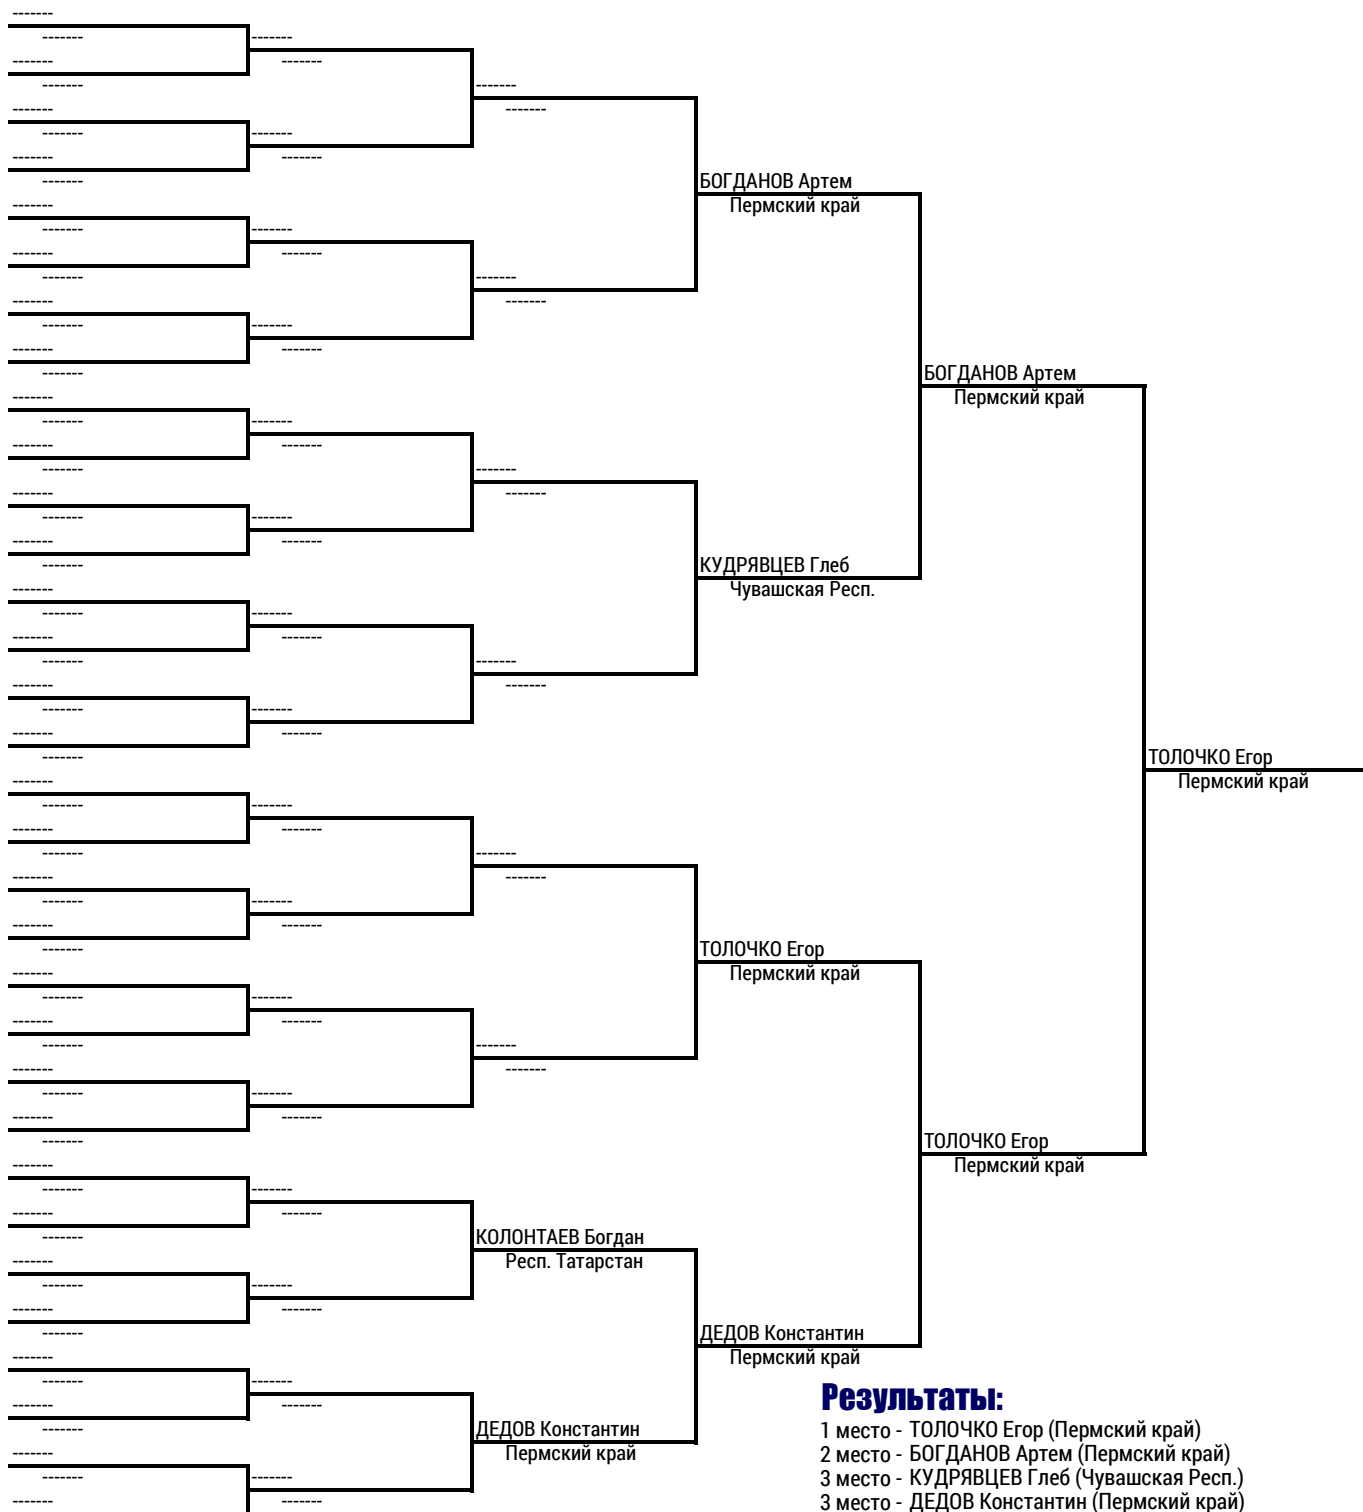 БОГДАНОВ Артем
Пермский край
БОГДАНОВ Артем
Пермский край
КУДРЯВЦЕВ Глеб
Чувашская Респ.
ТОЛОЧКО Егор
Пермский край
ТОЛОЧКО Егор
Пермский край
ТОЛОЧКО Егор
Пермский край
КОЛОНТАЕВ Богдан
Респ. Татарстан
ДЕДОВ Константин
Пермский край
ДЕДОВ Константин
Пермский край
Результаты:
1 место - ТОЛОЧКО Егор (Пермский край)
2 место - БОГДАНОВ Артем (Пермский край)
3 место - КУДРЯВЦЕВ Глеб (Чувашская Респ.)
3 место - ДЕДОВ Константин (Пермский край)